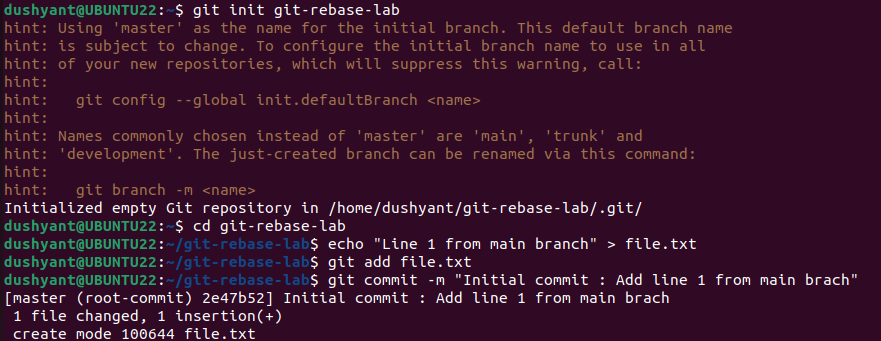 dushyant@UBUNTU22:~$ git init git-rebase-lab
hint: Using 'master' as the name for the initial branch. This default branch name
hint: is subject to change. To configure the initial branch name to use in all
hint: of your new repositories, which will suppress this warning, call:
hint:
hint:   git config --global init.defaultBranch <name>
hint:
hint: Names commonly chosen instead of 'master' are 'main', 'trunk' and
hint: 'development'. The just-created branch can be renamed via this command:
hint:
hint:   git branch -m <name>
Initialized empty Git repository in /home/dushyant/git-rebase-lab/.git/
dushyant@UBUNTU22:~$ cd git-rebase-lab
dushyant@UBUNTU22:~/git-rebase-lab$ echo "Line 1 from main branch" > file.txt
dushyant@UBUNTU22:~/git-rebase-lab$ git add file.txt
dushyant@UBUNTU22:~/git-rebase-lab$ git commit -m "Initial commit : Add line 1 from main brach"
[master (root-commit) 2e47b52] Initial commit : Add line 1 from main brach
 1 file changed, 1 insertion(+)
 create mode 100644 file.txt